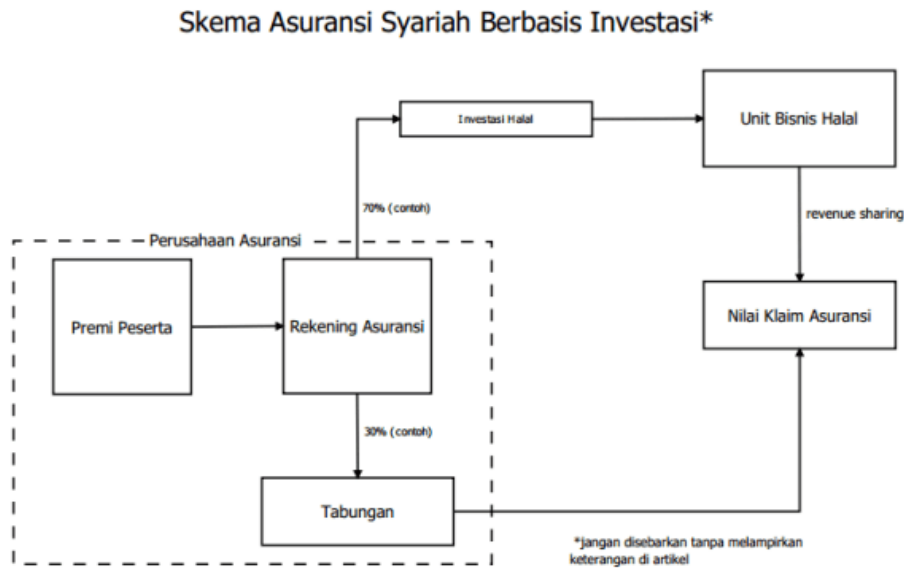 Skema Asuransi Syariah Berbasis Investasi*
Investasi Halal
Unit Bisnis Halal
70% (contoh)
revenue sharing
Perusahaan Asuransi
Premi Peserta
Rekening Asuransi
Nilai Klaim Asuransi
30% (contoh)
Tabungan
*jangan disebarkan tanpa melampirkan
keterangan di artikel